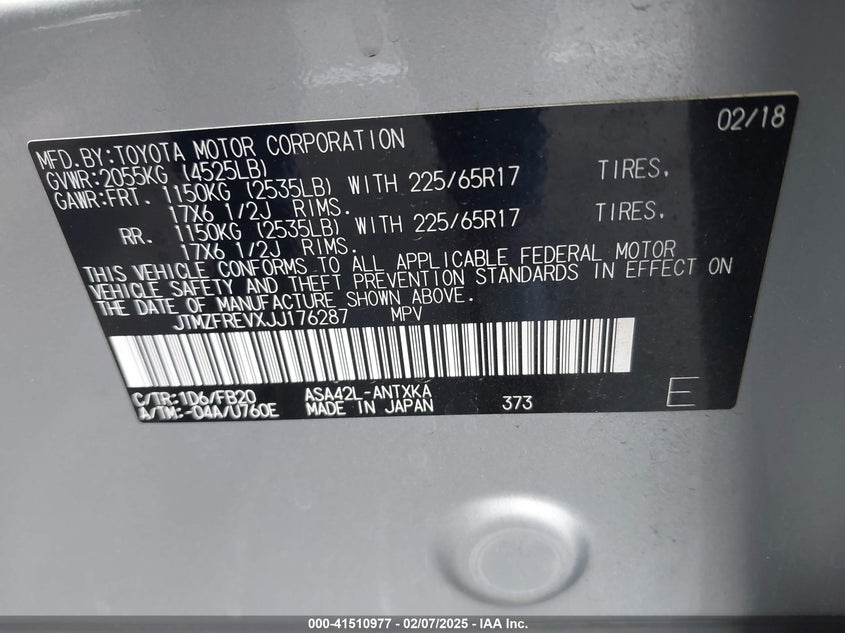 02/18
MFD.BY:TOYOTA MOTOR CORPORATION
GVWR:2055KG (4525LB)
GAWR:FRT. 1150KG (2535LB) WITH 225/65R17 TIRES,
17X6 1/2J RIMS.
RR. 1150KG (2535LB) WITH 225/65R17 TIRES,
17X6 1/2J RIMS.
THIS VEHICLE CONFORMS TO ALL APPLICABLE FEDERAL MOTOR
VEHICLE SAFETY AND THEFT PREVENTION STANDARDS IN EFFECT ON
THE DATE OF MANUFACTURE SHOWN ABOVE.
JTMZFREVXJJ176287 MPV
C/TR:1D6/FB20 ASA42L-ANTXKA
A/TM:-04A/U760E MADE IN JAPAN 373 E
000-41510977 - 02/07/2025 - IAA Inc.